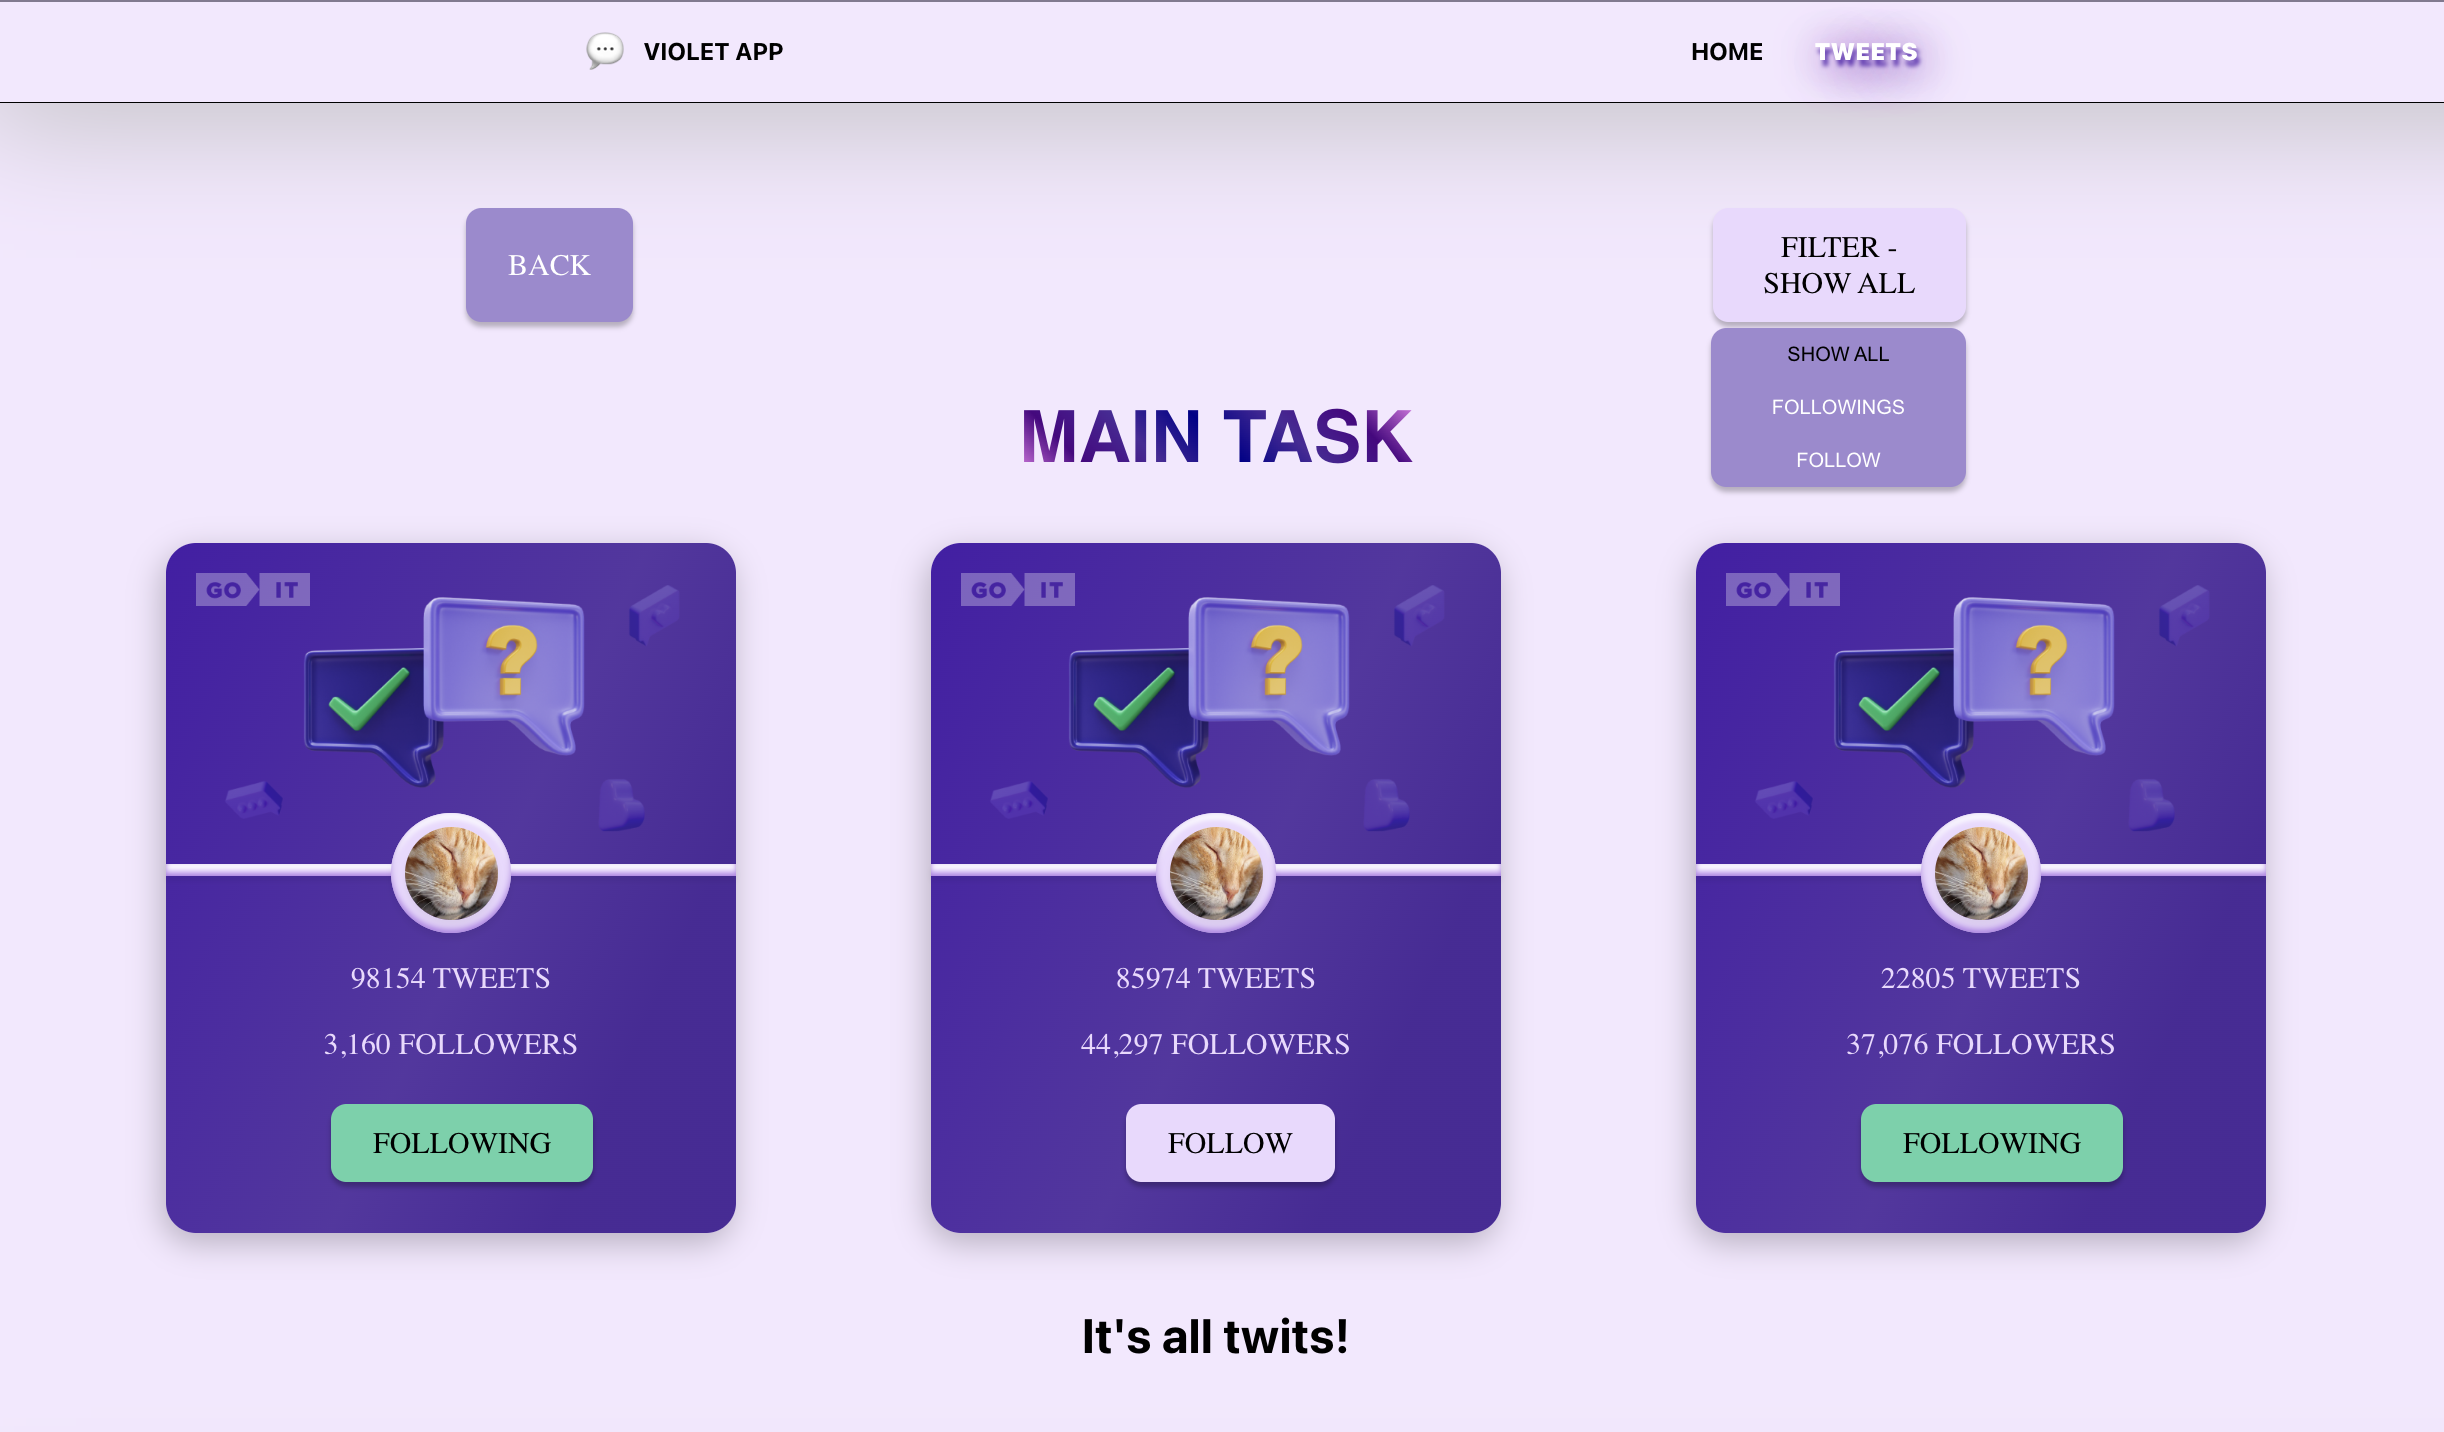 VIOLET APP
HOME
TWEETS
BACK
FILTER -
SHOW ALL
SHOW ALL
FOLLOWINGS
FOLLOW
MAIN TASK
GO IT
?
98154 TWEETS
3,160 FOLLOWERS
FOLLOWING
GO IT
?
85974 TWEETS
44,297 FOLLOWERS
FOLLOW
GO IT
?
22805 TWEETS
37,076 FOLLOWERS
FOLLOWING
It's all twits!